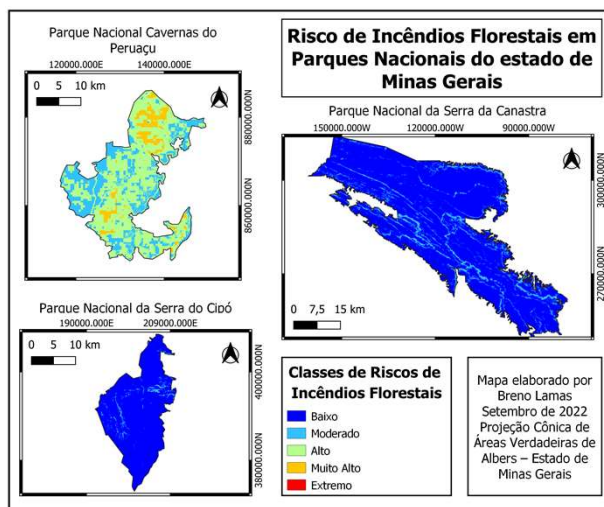 Parque Nacional Cavernas do
Peruaçu
120000.000E 140000.000E
0 5 10 km
880000.000N
860000.000N
Risco de Incêndios Florestais em
Parques Nacionais do estado de
Minas Gerais
Parque Nacional da Serra da Canastra
150000.000W 120000.000W 90000.000W
300000.000N
270000.000N
0 7,5 15 km
Parque Nacional da Serra do Cipó
190000.000E 209000.000E
0 5 10 km
400000.000N
380000.000N
Classes de Riscos de
Incêndios Florestais
Baixo
Moderado
Alto
Muito Alto
Extremo
Mapa elaborado por
Breno Lamas
Setembro de 2022
Projeção Cônica de
Áreas Verdadeiras de
Albers – Estado de
Minas Gerais